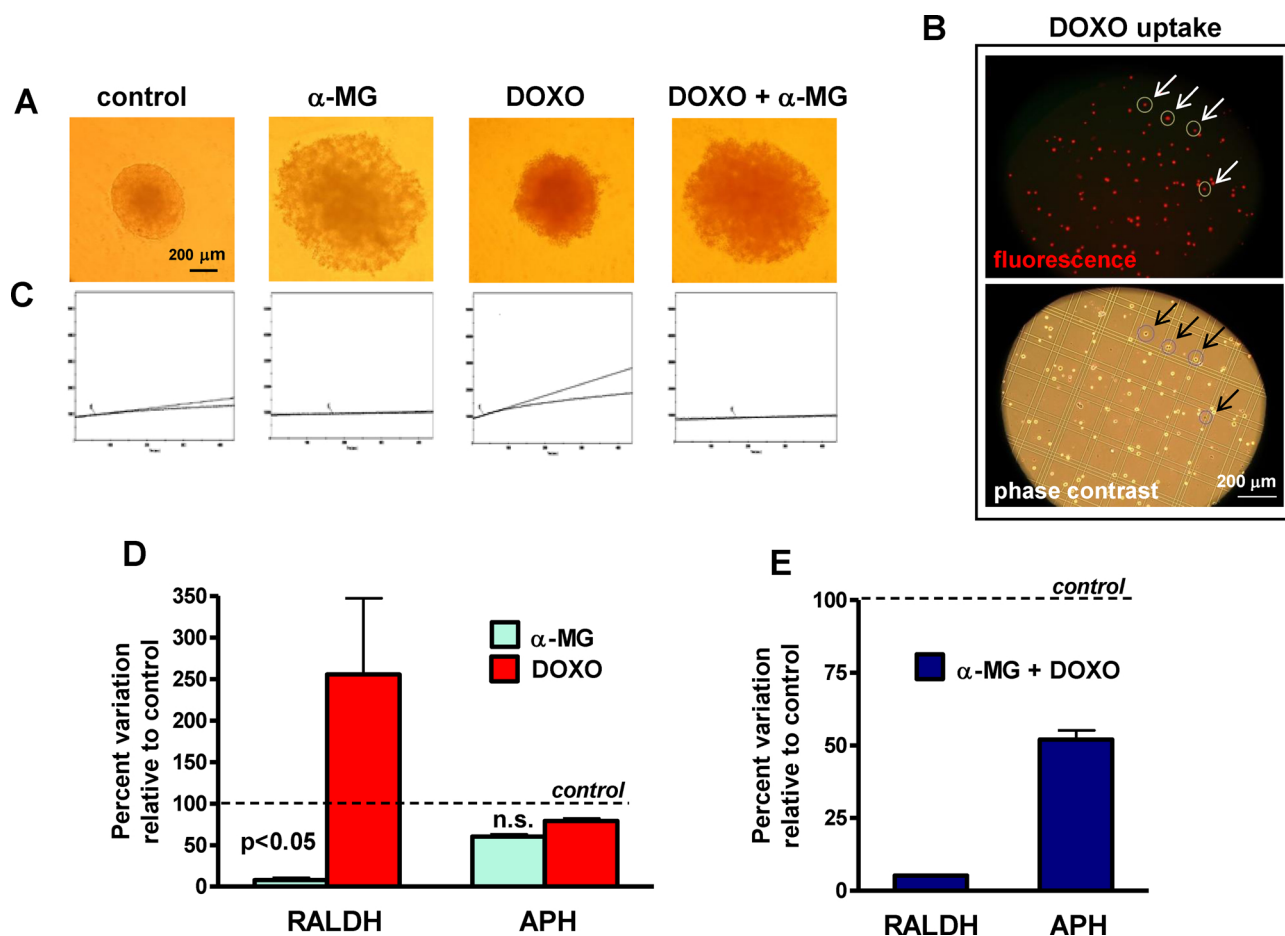 A
control
α-MG
DOXO
DOXO + α-MG
200 μm
B
DOXO uptake
fluorescence
phase contrast
200 μm
C
D
Percent variation
relative to control
350
300
250
200
150
100
50
0
α-MG
DOXO
control
p<0.05
n.s.
RALDH
APH
E
Percent variation
relative to control
100
75
50
25
0
control
α-MG + DOXO
RALDH
APH